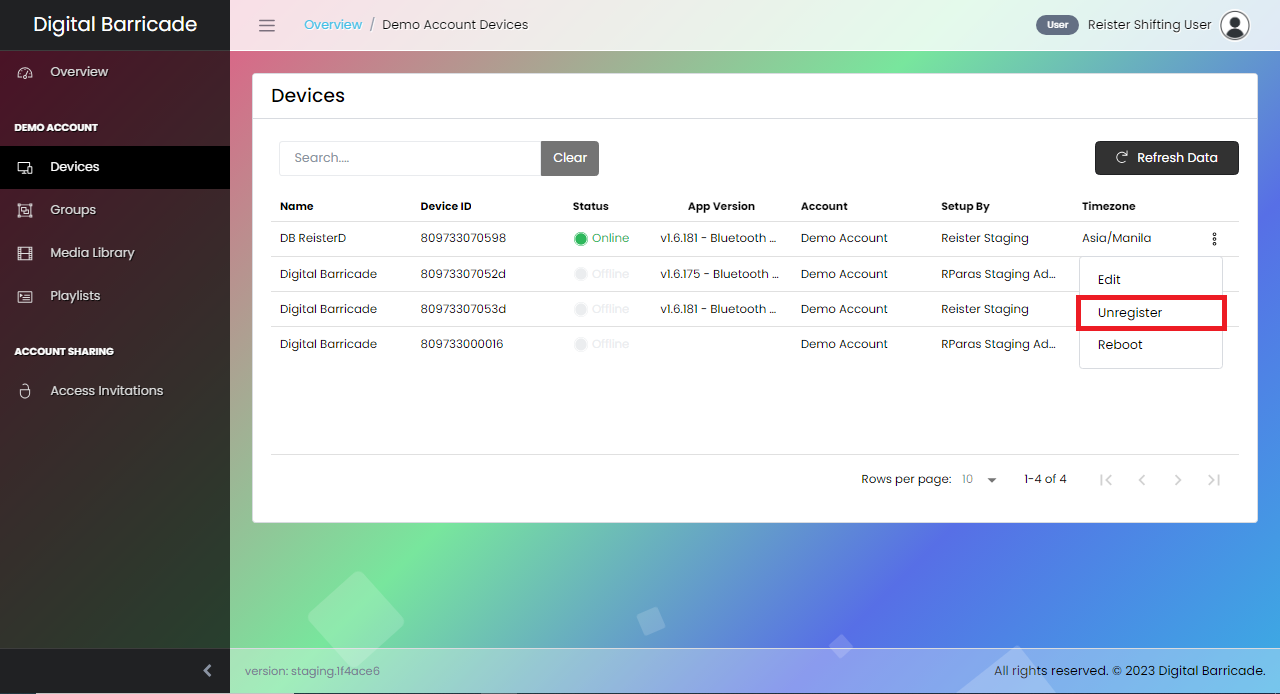 Digital Barricade
Overview / Demo Account Devices
User Reister Shifting User
Overview
DEMO ACCOUNT
Devices
Groups
Media Library
Playlists
ACCOUNT SHARING
Access Invitations
Devices
Search.... Clear
Refresh Data
Name Device ID Status App Version Account Setup By Timezone
DB ReisterD 809733070598 Online v1.6.181 - Bluetooth ... Demo Account Reister Staging Asia/Manila
Digital Barricade 80973307052d Offline v1.6.175 - Bluetooth ... Demo Account RParas Staging Ad...
Digital Barricade 80973307053d Offline v1.6.181 - Bluetooth ... Demo Account Reister Staging
Digital Barricade 809733000016 Offline Demo Account RParas Staging Ad...
Edit
Unregister
Reboot
Rows per page: 10 1-4 of 4
version: staging.1f4ace6
All rights reserved. © 2023 Digital Barricade.